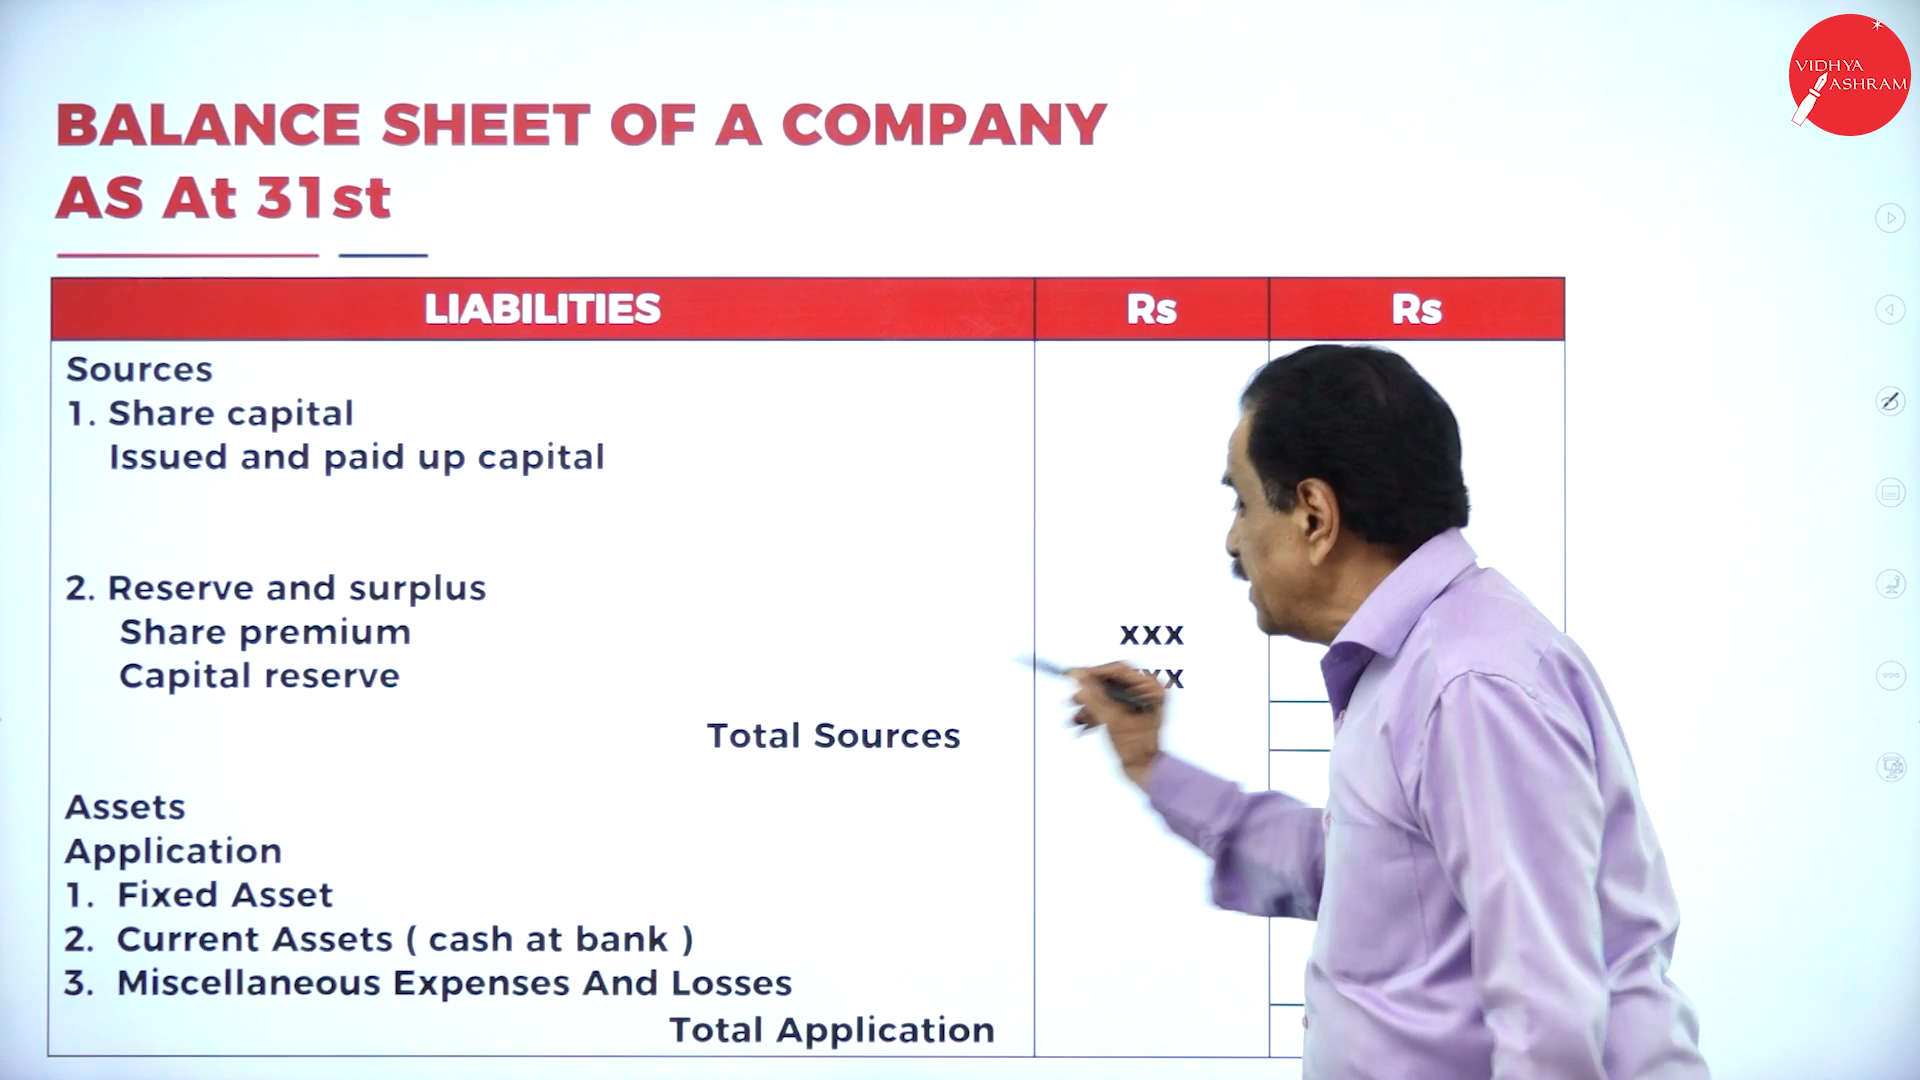 VIDHYA
ASHRAM
BALANCE SHEET OF A COMPANY
AS At 31st
LIABILITIES Rs Rs
Sources
1. Share capital
Issued and paid up capital
2. Reserve and surplus
Share premium xxx
Capital reserve
Total Sources
Assets
Application
1. Fixed Asset
2. Current Assets ( cash at bank )
3. Miscellaneous Expenses And Losses
Total Application